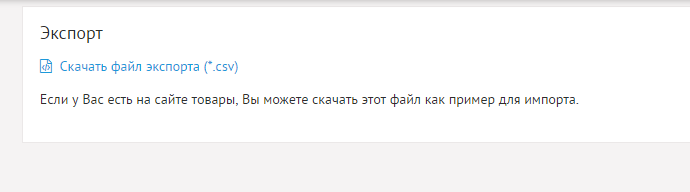 Экспорт
Скачать файл экспорта (*.csv)
Если у Вас есть на сайте товары, Вы можете скачать этот файл как пример для импорта.